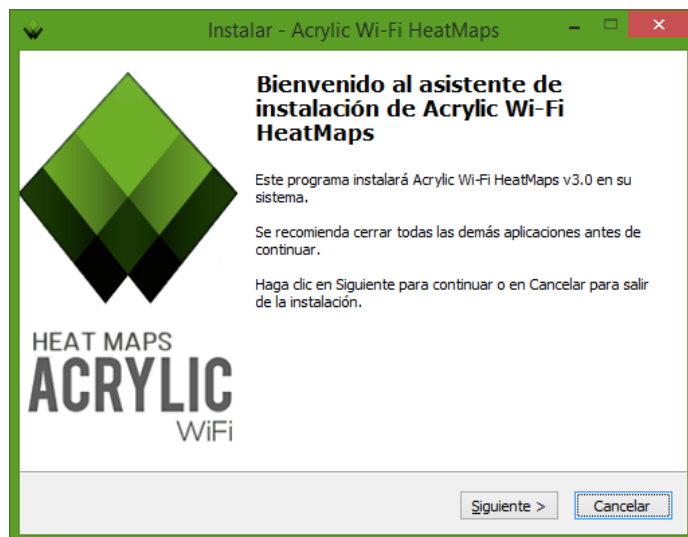 Instalar - Acrylic Wi-Fi HeatMaps
Bienvenido al asistente de
instalación de Acrylic Wi-Fi
HeatMaps
Este programa instalará Acrylic Wi-Fi HeatMaps v3.0 en su
sistema.
Se recomienda cerrar todas las demás aplicaciones antes de
continuar.
Haga clic en Siguiente para continuar o en Cancelar para salir
de la instalación.
HEAT MAPS
ACRYLIC
WiFi
Siguiente >
Cancelar